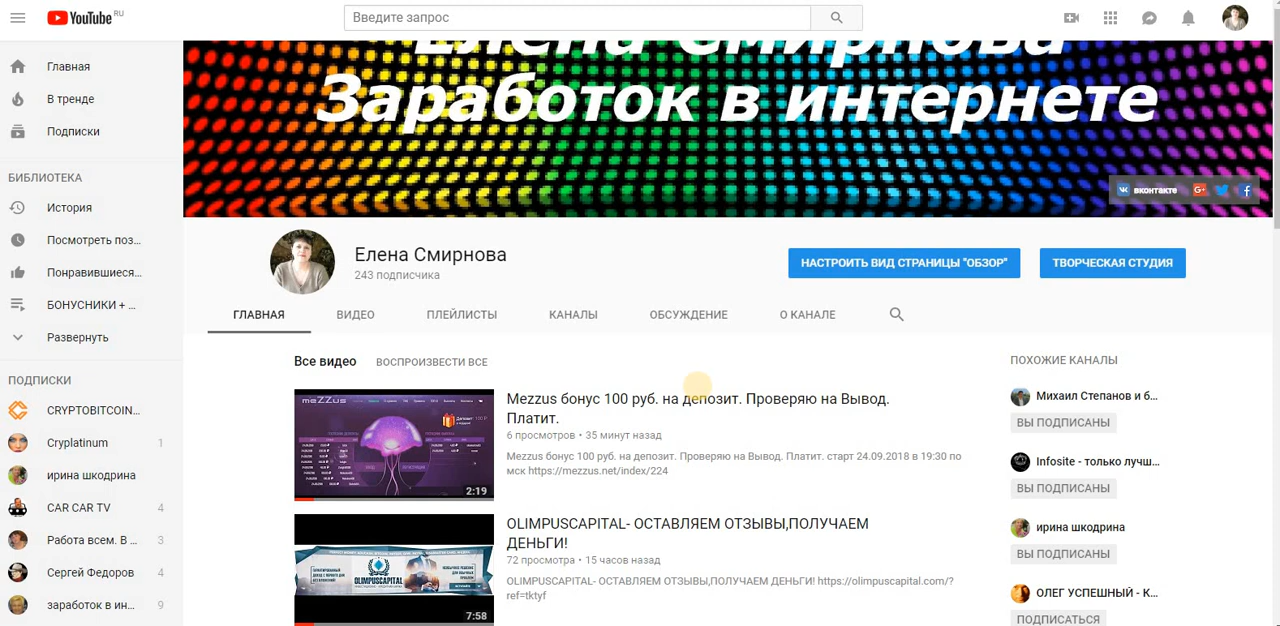 YouTube RU
Введите запрос
Главная
В тренде
Подписки
БИБЛИОТЕКА
История
Посмотреть поз...
Понравившиеся...
БОНУСНИКИ + ...
Развернуть
ПОДПИСКИ
CRYPTOBITCOIN...
Cryplatinum 1
ирина шкодрина
CAR CAR TV 4
Работа всем. В ... 3
Сергей Федоров 4
заработок в ин... 9
Елена Смирнова
Заработок в интернете
вконтакте
Елена Смирнова
243 подписчика
НАСТРОИТЬ ВИД СТРАНИЦЫ "ОБЗОР"
ТВОРЧЕСКАЯ СТУДИЯ
ГЛАВНАЯ ВИДЕО ПЛЕЙЛИСТЫ КАНАЛЫ ОБСУЖДЕНИЕ О КАНАЛЕ
Все видео ВОСПРОИЗВЕСТИ ВСЕ
meZZus
2:19
Mezzus бонус 100 руб. на депозит. Проверяю на Вывод.
Платит.
6 просмотров • 35 минут назад
Mezzus бонус 100 руб. на депозит. Проверяю на Вывод. Платит. старт 24.09.2018 в 19:30 по
мск https://mezzus.net/index/224
OLIMPUSCAPITAL
7:58
OLIMPUSCAPITAL- ОСТАВЛЯЕМ ОТЗЫВЫ,ПОЛУЧАЕМ
ДЕНЬГИ!
72 просмотра • 15 часов назад
OLIMPUSCAPITAL- ОСТАВЛЯЕМ ОТЗЫВЫ,ПОЛУЧАЕМ ДЕНЬГИ! https://olimpuscapital.com/?
ref=tktyf
ПОХОЖИЕ КАНАЛЫ
Михаил Степанов и б...
ВЫ ПОДПИСАНЫ
Infosite - только лучш...
ВЫ ПОДПИСАНЫ
ирина шкодрина
ВЫ ПОДПИСАНЫ
ОЛЕГ УСПЕШНЫЙ - К...
ПОДПИСАТЬСЯ